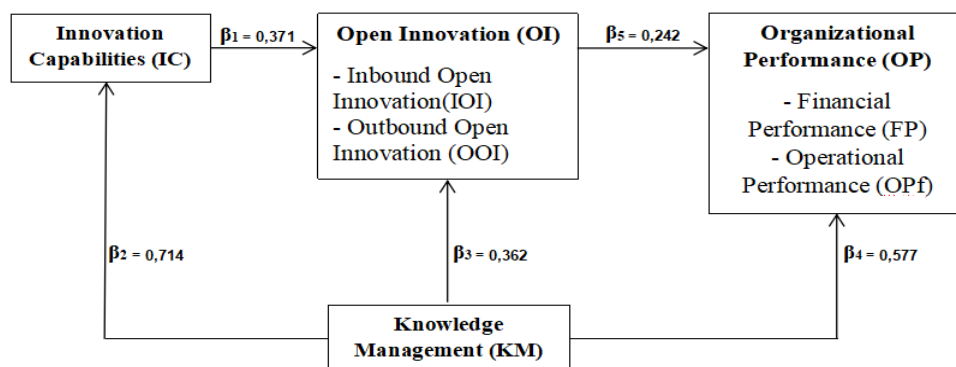 Innovation
Capabilities (IC)
β1 = 0,371
Open Innovation (OI)
- Inbound Open
Innovation(IOI)
- Outbound Open
Innovation (OOI)
β5 = 0,242
Organizational
Performance (OP)
- Financial
Performance (FP)
- Operational
Performance (OPf)
β2 = 0,714
β3 = 0,362
β4 = 0,577
Knowledge
Management (KM)